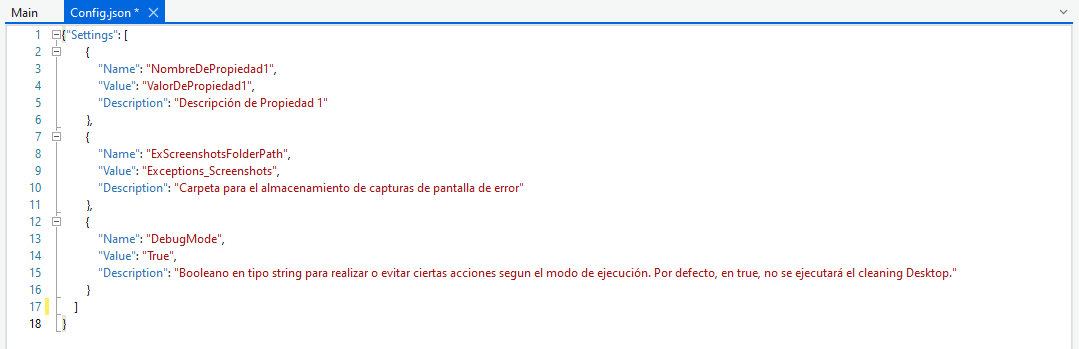 Main Config.json *
1 {"Settings": [
2 {
3 "Name": "NombreDePropiedad1",
4 "Value": "ValorDePropiedad1",
5 "Description": "Descripción de Propiedad 1"
6 },
7 {
8 "Name": "ExScreenshotsFolderPath",
9 "Value": "Exceptions_Screenshots",
10 "Description": "Carpeta para el almacenamiento de capturas de pantalla de error"
11 },
12 {
13 "Name": "DebugMode",
14 "Value": "True",
15 "Description": "Booleano en tipo string para realizar o evitar ciertas acciones segun el modo de ejecución. Por defecto, en true, no se ejecutará el cleaning Desktop."
16 }
17 ]
18 }